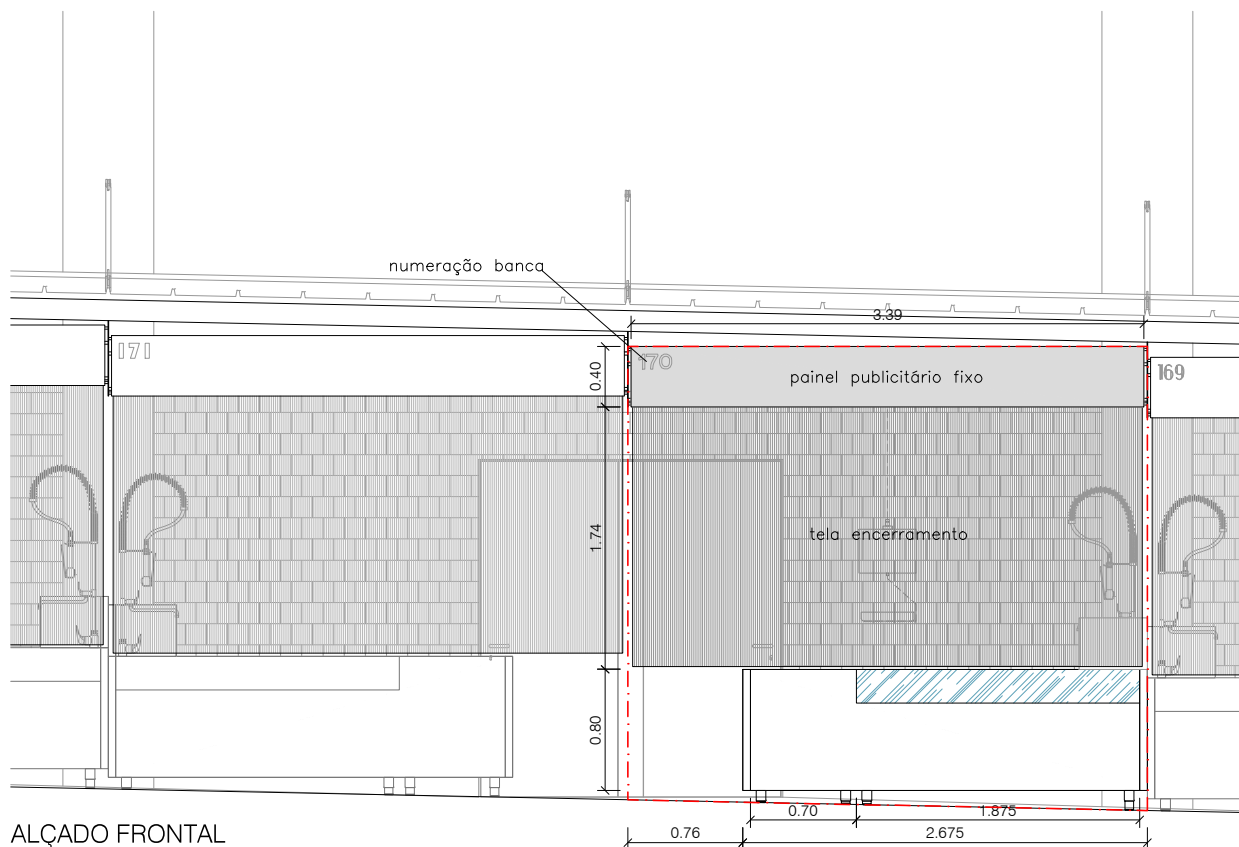 numeração banca
3.39
171
170
painel publicitário fixo
169
0.40
1.74
tela encerramento
0.80
0.70
1.875
0.76
2.675
ALÇADO FRONTAL